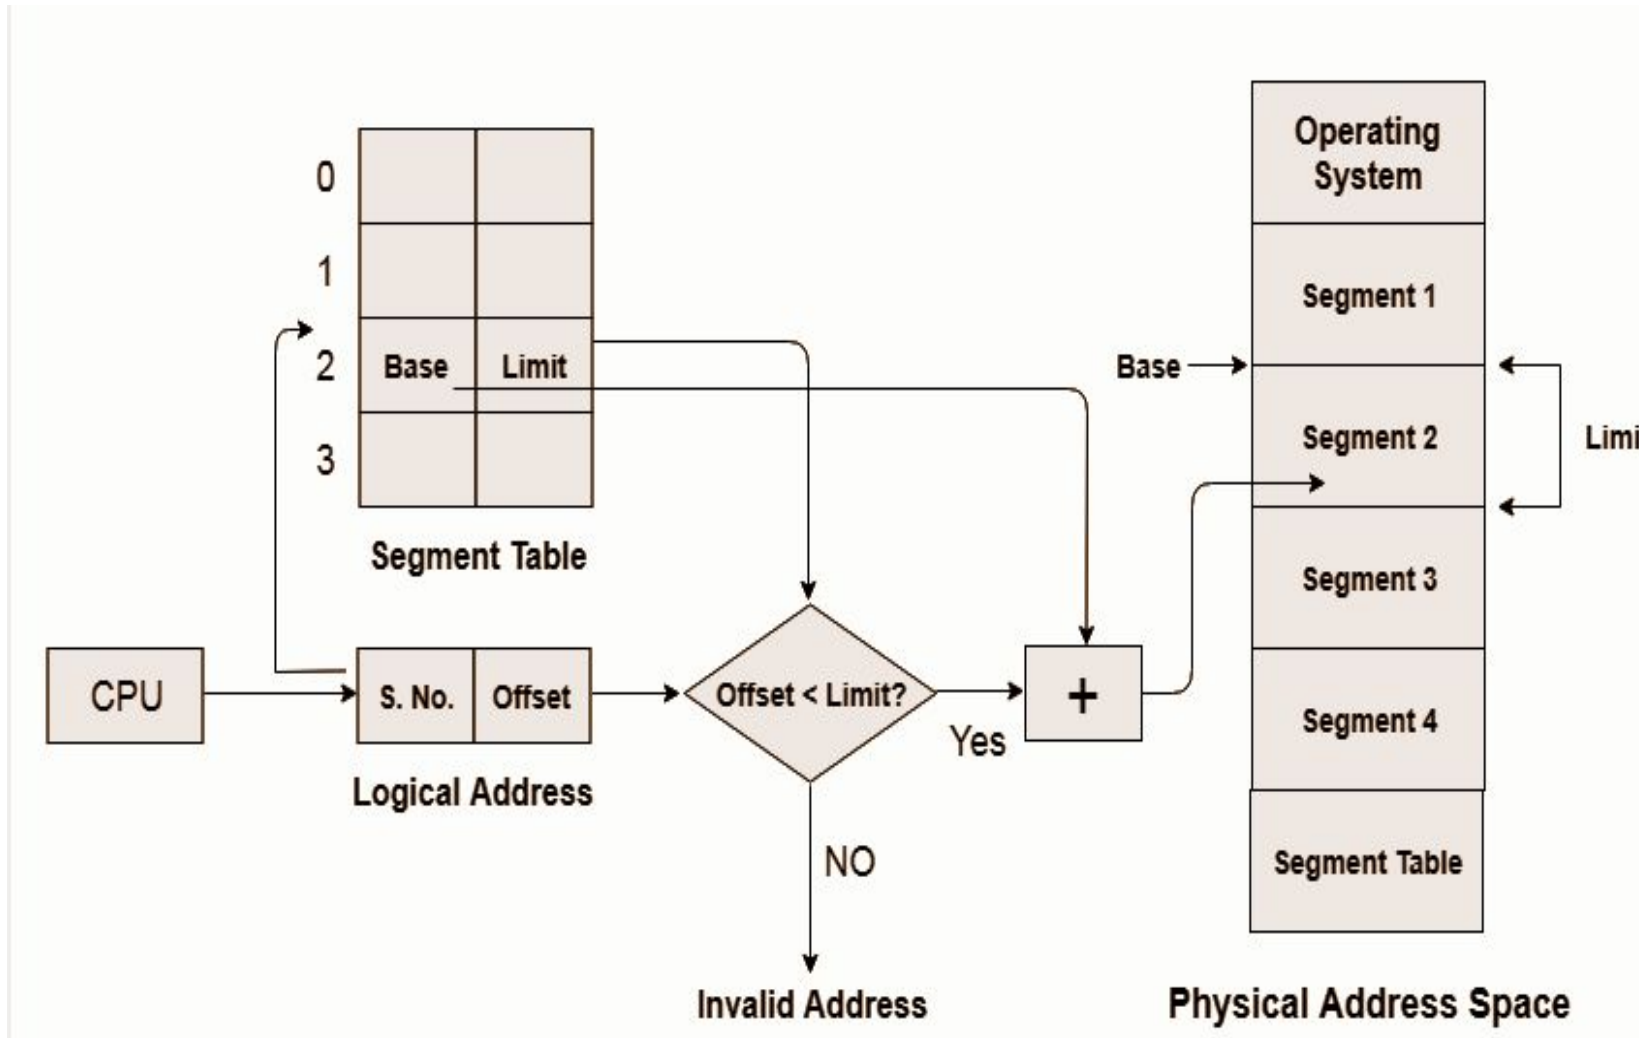 0
1
2
3
Base
Limit
Segment Table
CPU
S. No.
Offset
Logical Address
Offset < Limit?
Yes
+
NO
Invalid Address
Operating
System
Segment 1
Base
Segment 2
Limi
Segment 3
Segment 4
Segment Table
Physical Address Space